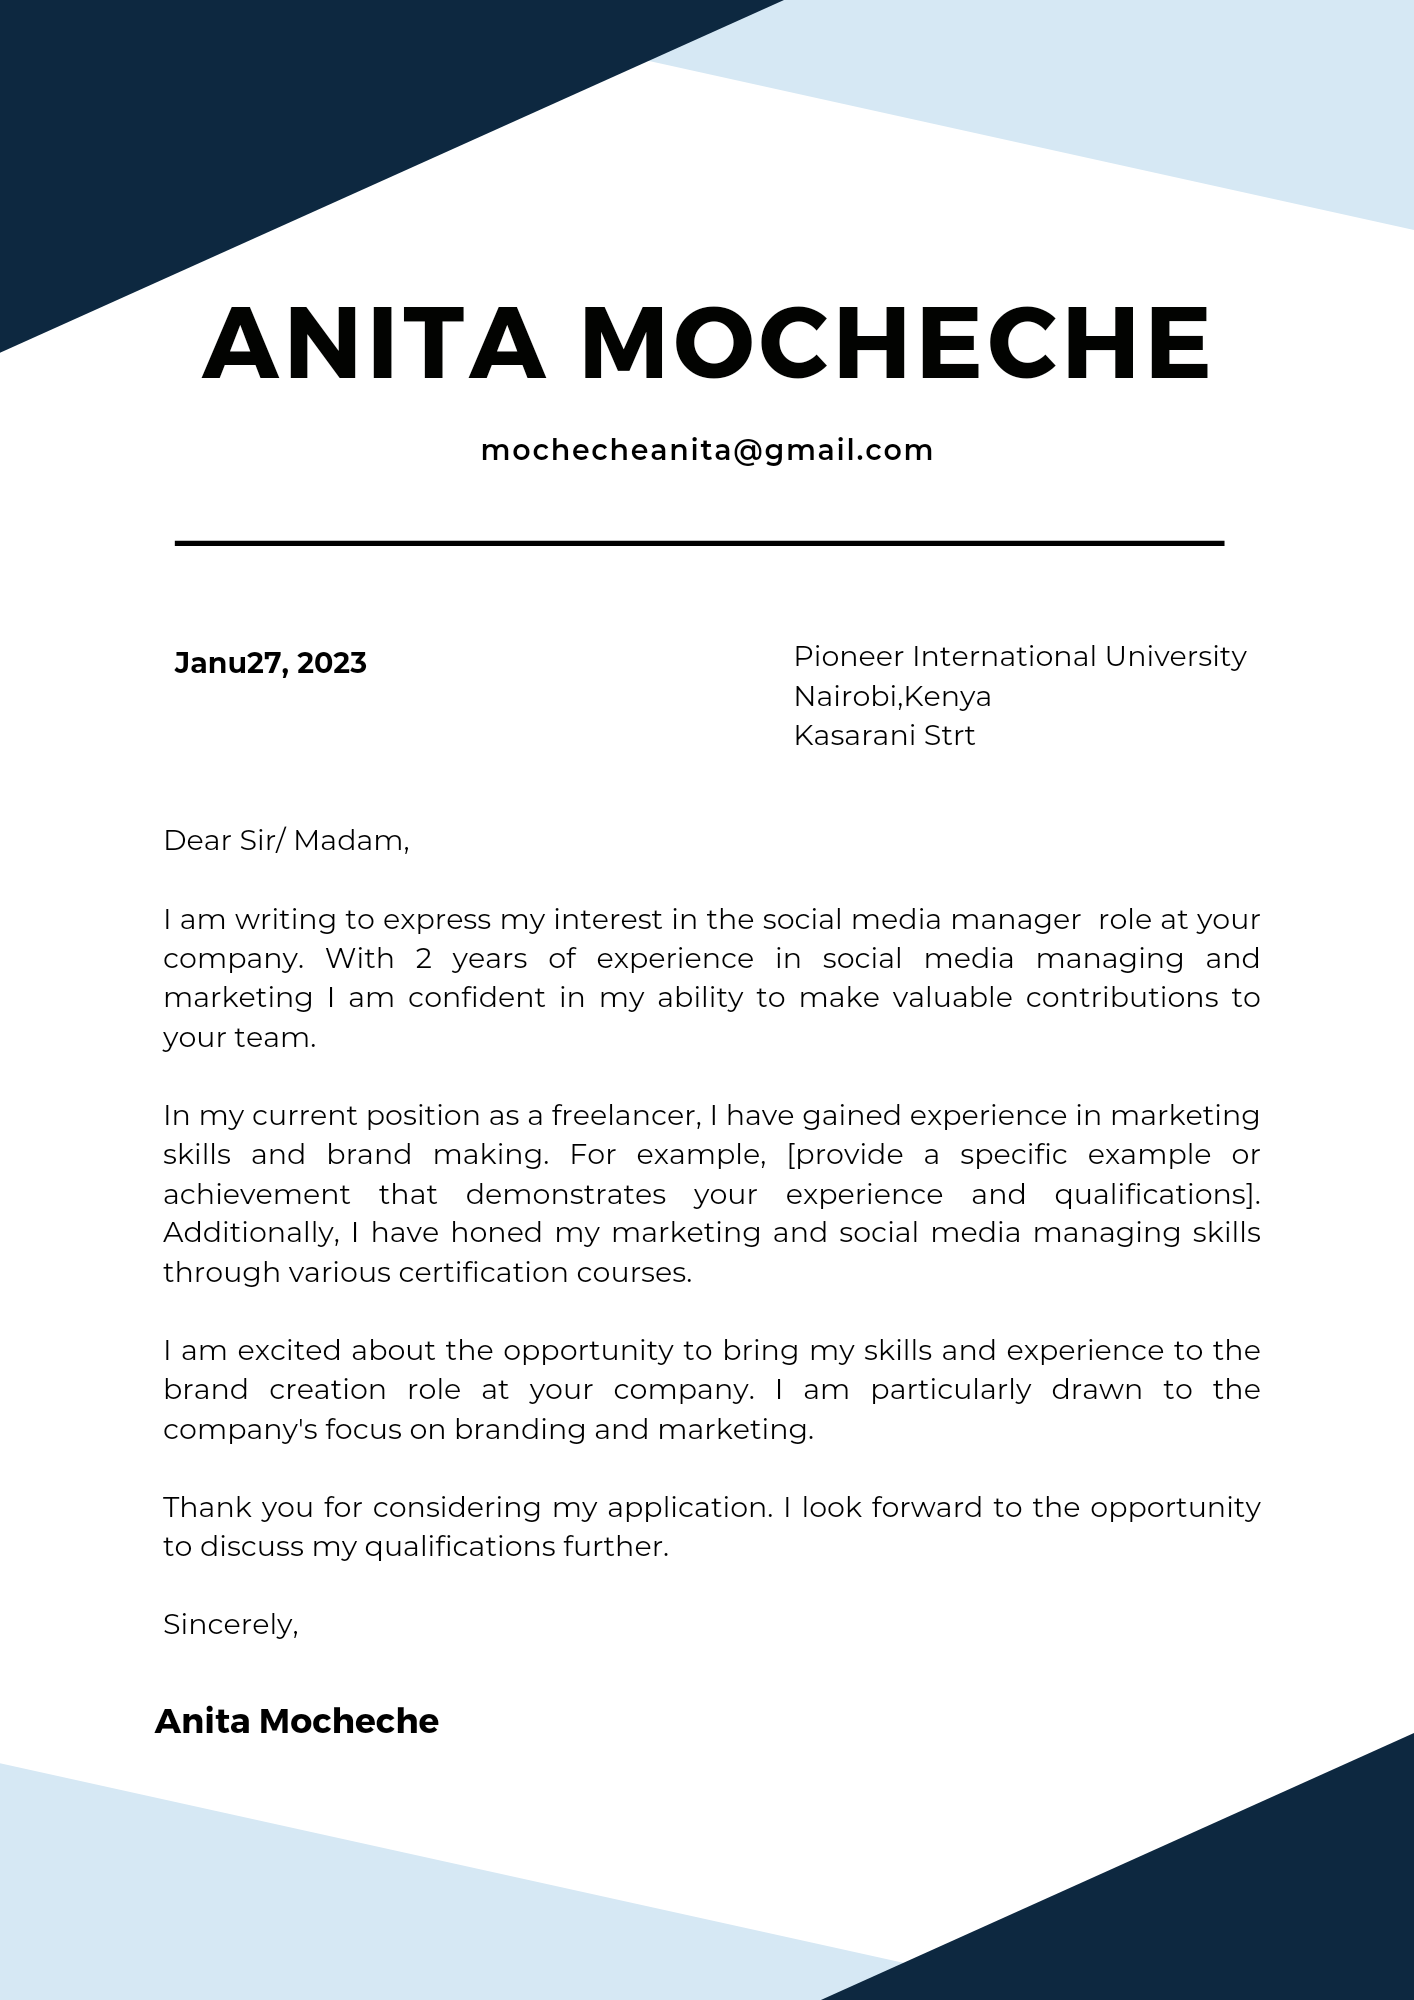 ANITA MOCHECHE
mochecheanita@gmail.com
Janu27, 2023
Pioneer International University
Nairobi,Kenya
Kasarani Strt
Dear Sir/ Madam,
I am writing to express my interest in the social media manager  role at your
company. With 2 years of experience in social media managing and
marketing I am confident in my ability to make valuable contributions to
your team.
In my current position as a freelancer, I have gained experience in marketing
skills and brand making. For example, [provide a specific example or
achievement that demonstrates your experience and qualifications].
Additionally, I have honed my marketing and social media managing skills
through various certification courses.
I am excited about the opportunity to bring my skills and experience to the
brand creation role at your company. I am particularly drawn to the
company's focus on branding and marketing.
Thank you for considering my application. I look forward to the opportunity
to discuss my qualifications further.
Sincerely,
Anita Mocheche